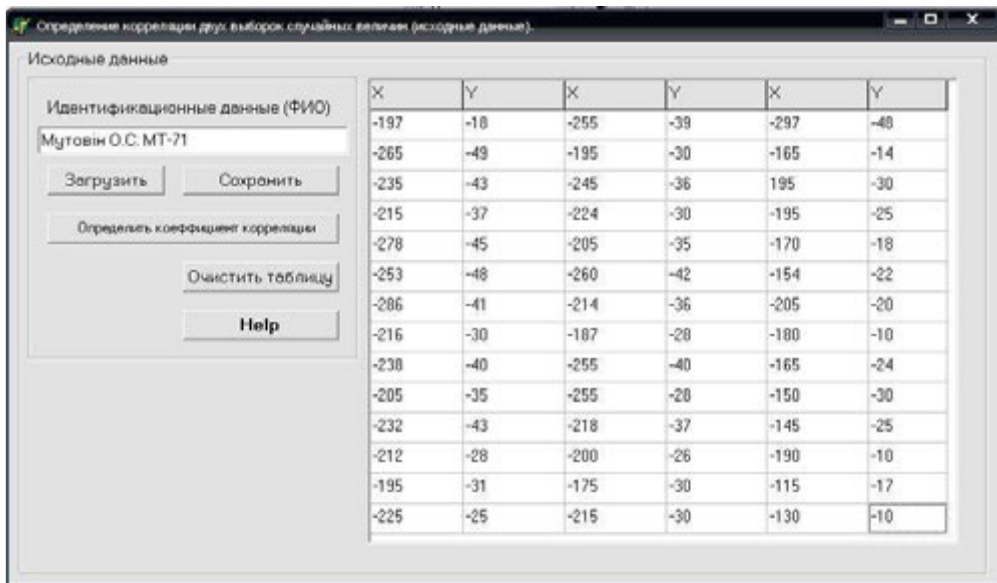 Определение корреляции двух выборок случайных величин (исходные данные).
Исходные данные
Идентификационные данные (ФИО)
Мутовін О.С. МТ-71
Загрузить Сохранить
Определить коеффициент корреляции
Очистить таблицу
Help
X Y X Y X Y
-197 -18 -255 -39 -297 -48
-265 -49 -195 -30 -165 -14
-235 -43 -245 -36 195 -30
-215 -37 -224 -30 -195 -25
-278 -45 -205 -35 -170 -18
-253 -48 -260 -42 -154 -22
-286 -41 -214 -36 -205 -20
-216 -30 -187 -28 -180 -10
-238 -40 -255 -40 -165 -24
-205 -35 -255 -28 -150 -30
-232 -43 -218 -37 -145 -25
-212 -28 -200 -26 -190 -10
-195 -31 -175 -30 -115 -17
-225 -25 -215 -30 -130 -10